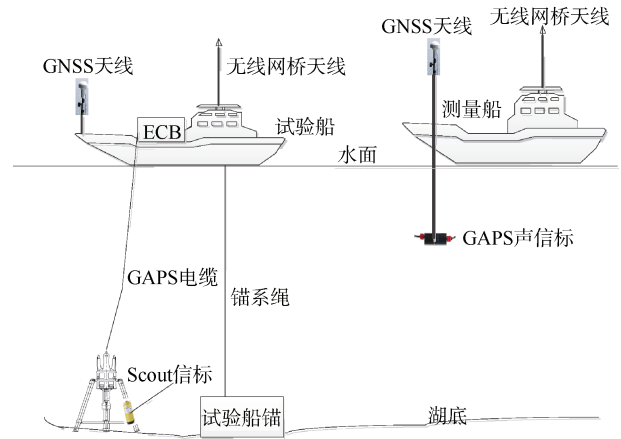 GNSS天线
无线网桥天线
GNSS天线
无线网桥天线
ECB
试验船
测量船
水面
GAPS声信标
GAPS电缆
锚系绳
Scout信标
试验船锚
湖底